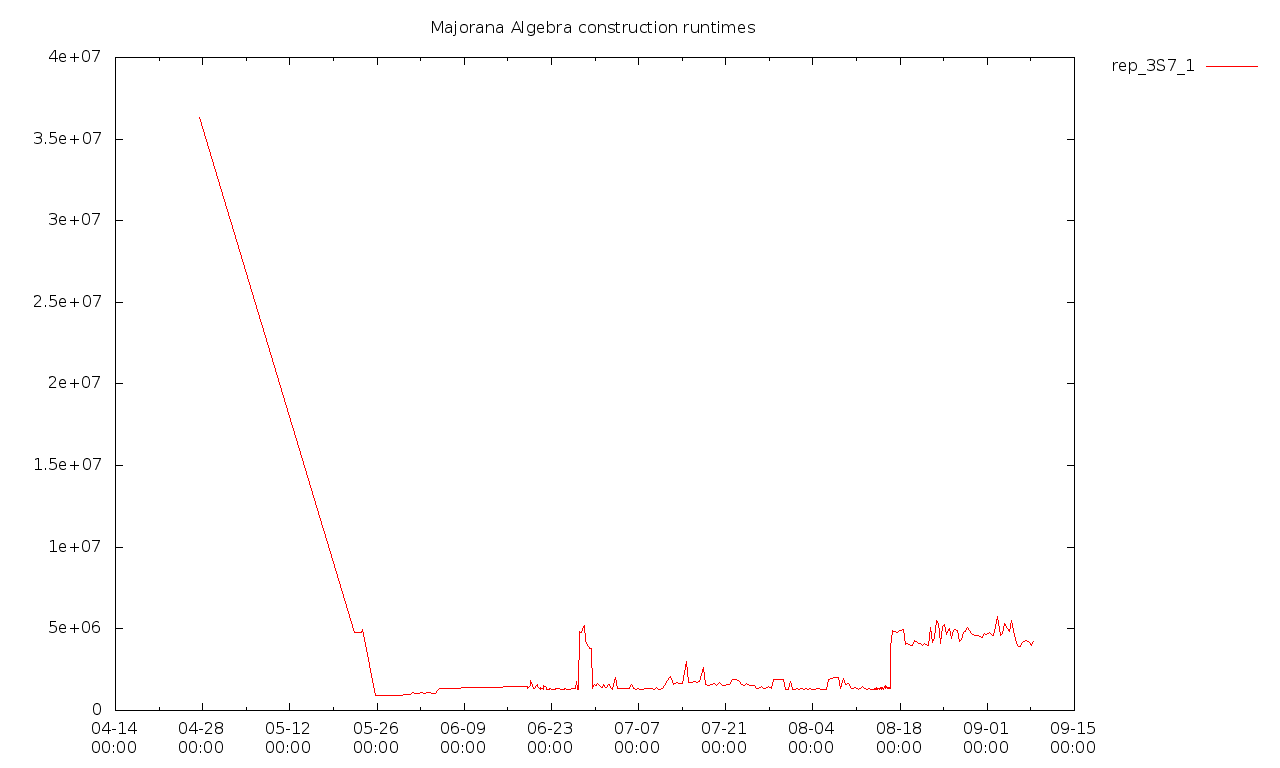 Majorana Algebra construction runtimes
rep_3S7_1
4e+07
3.5e+07
3e+07
2.5e+07
2e+07
1.5e+07
1e+07
5e+06
0
04-14 04-28 05-12 05-26 06-09 06-23 07-07 07-21 08-04 08-18 09-01 09-15
00:00 00:00 00:00 00:00 00:00 00:00 00:00 00:00 00:00 00:00 00:00 00:00